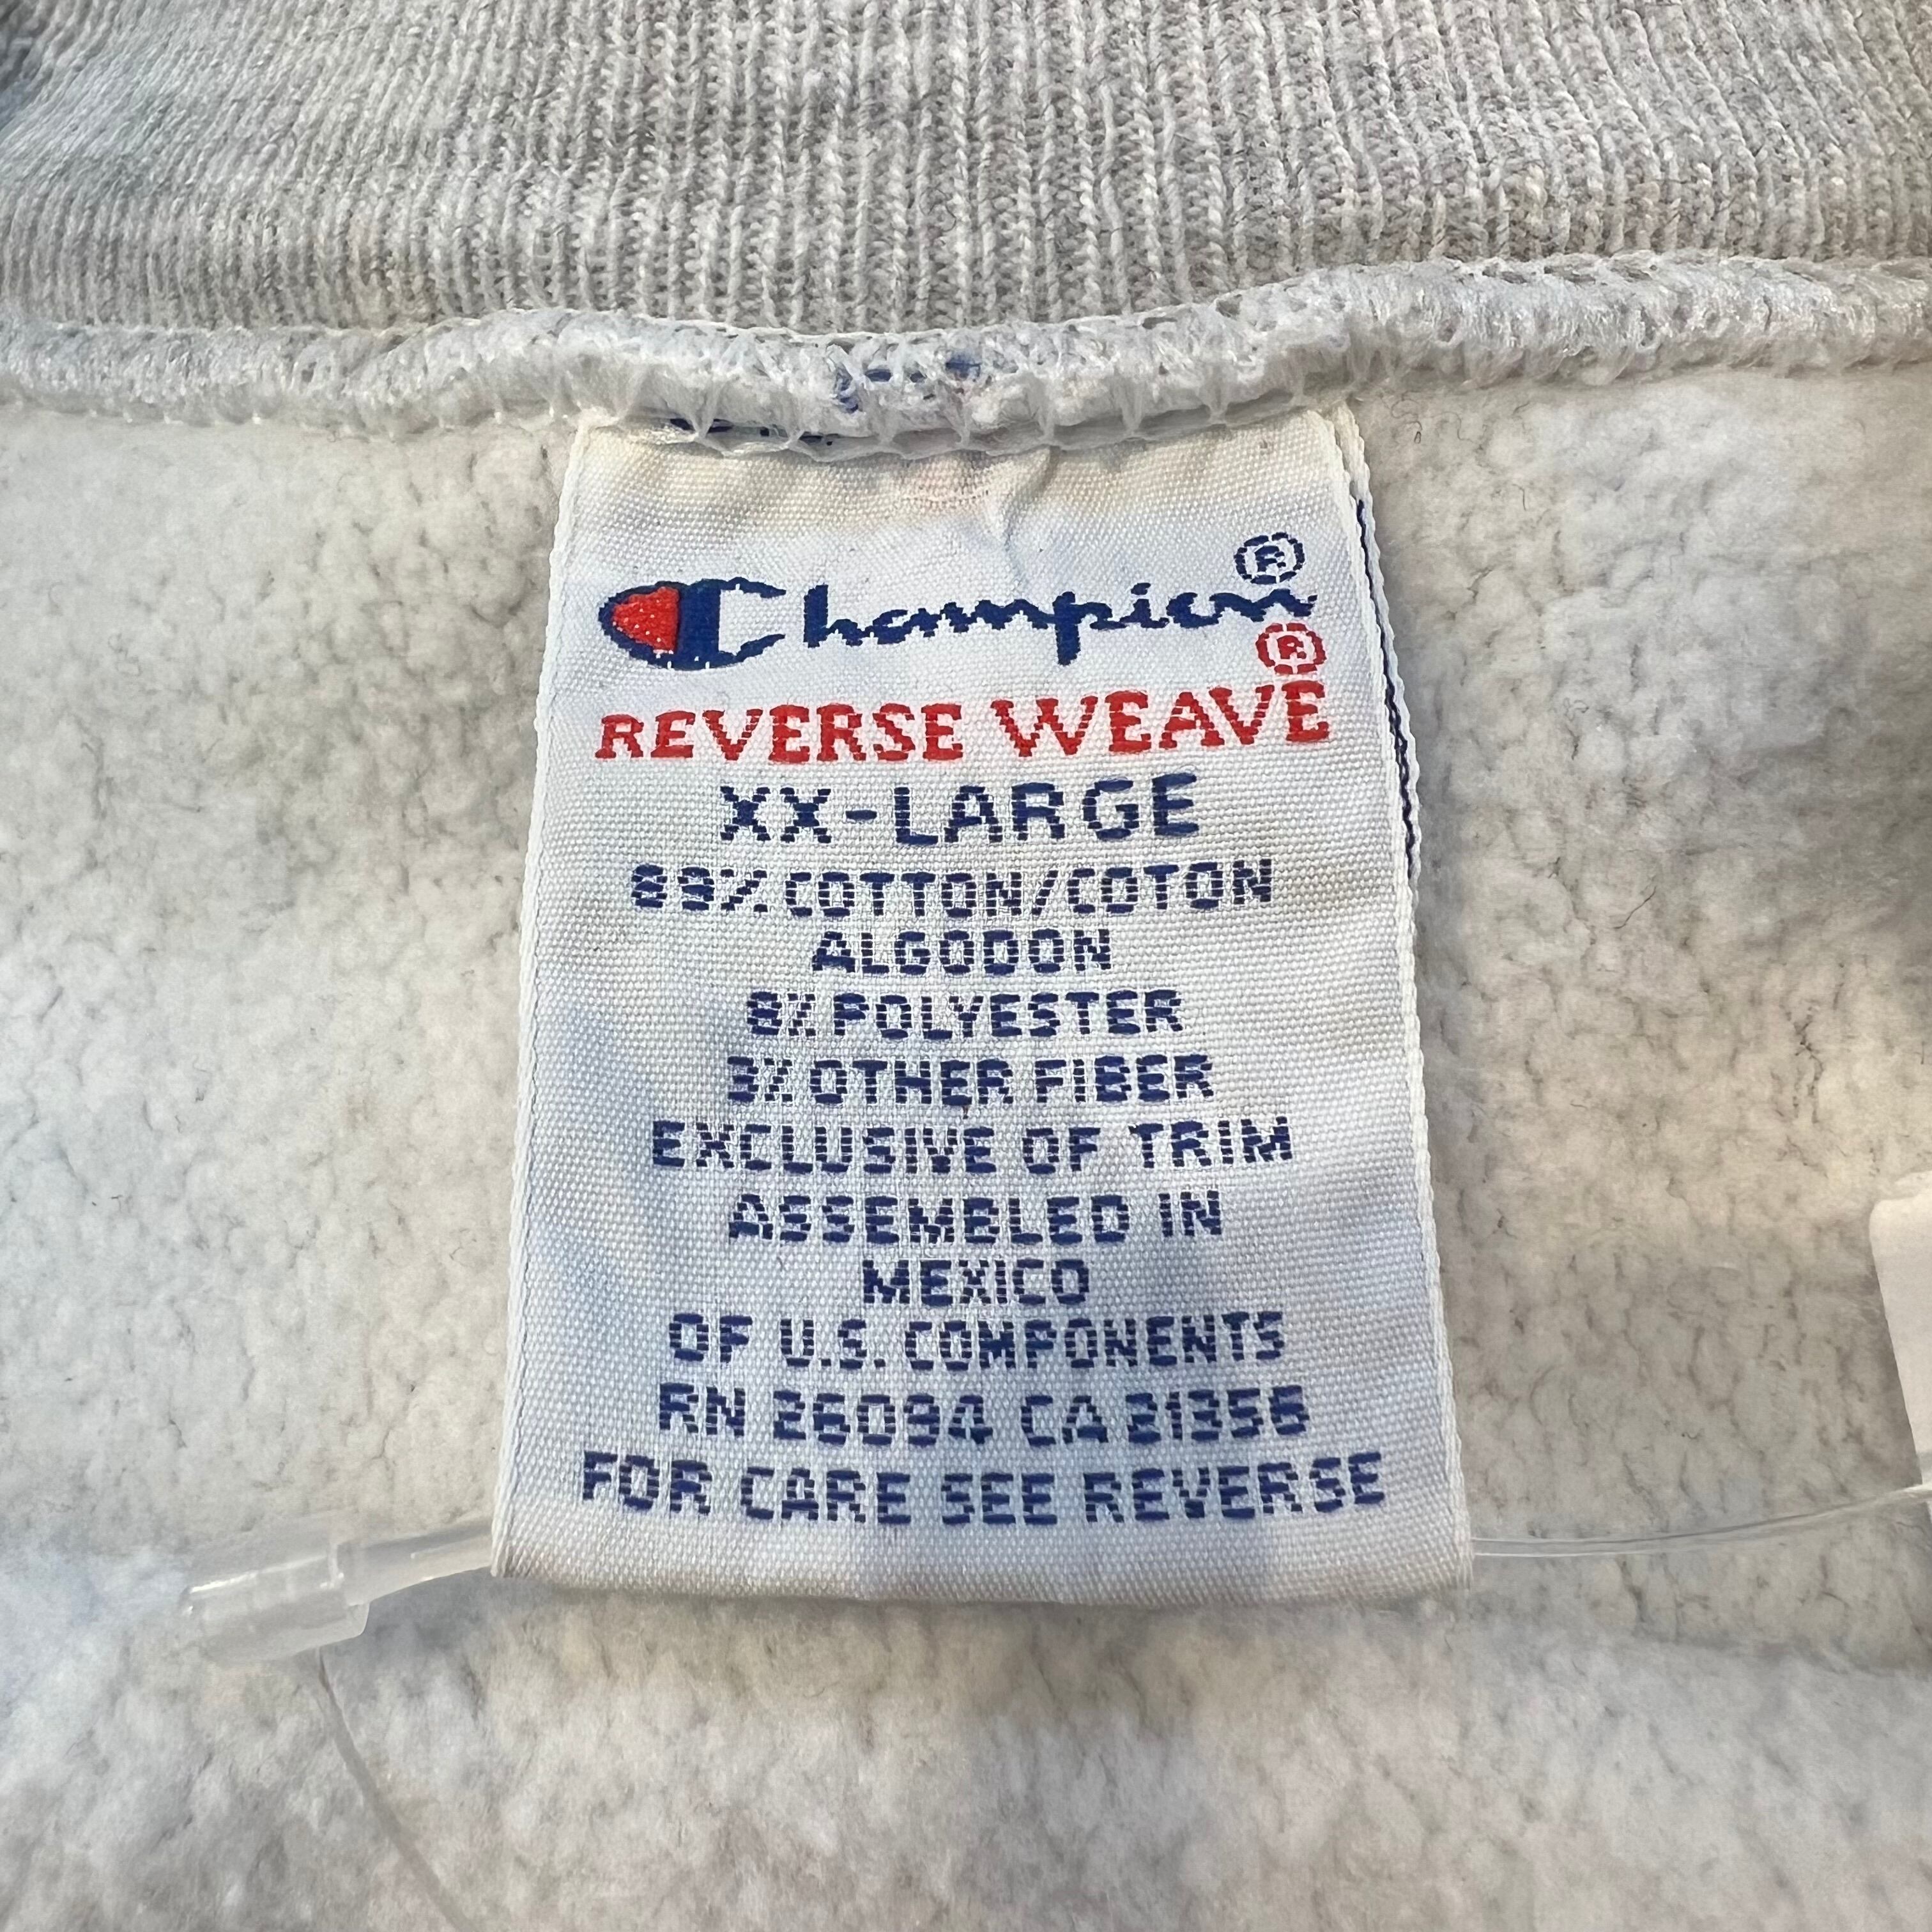 Champion®
REVERSE WEAVE®
XX-LARGE
89% COTTON/COTON
ALGODON
8% POLYESTER
3% OTHER FIBER
EXCLUSIVE OF TRIM
ASSEMBLED IN
MEXICO
OF U.S. COMPONENTS
RN 26094 CA 21356
FOR CARE SEE REVERSE